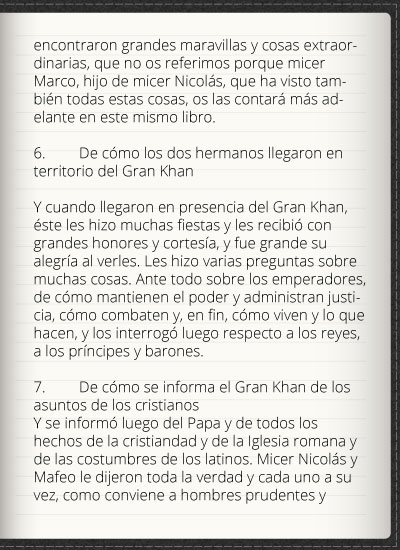 encontraron grandes maravillas y cosas extraor-
dinarias, que no os referimos porque micer
Marco, hijo de micer Nicolás, que ha visto tam-
bién todas estas cosas, os las contará más ad-
elante en este mismo libro.
6. De cómo los dos hermanos llegaron en
territorio del Gran Khan
Y cuando llegaron en presencia del Gran Khan,
éste les hizo muchas fiestas y les recibió con
grandes honores y cortesía, y fue grande su
alegría al verles. Les hizo varias preguntas sobre
muchas cosas. Ante todo sobre los emperadores,
de cómo mantienen el poder y administran justi-
cia, cómo combaten y, en fin, cómo viven y lo que
hacen, y los interrogó luego respecto a los reyes,
a los príncipes y barones.
7. De cómo se informa el Gran Khan de los
asuntos de los cristianos
Y se informó luego del Papa y de todos los
hechos de la cristiandad y de la Iglesia romana y
de las costumbres de los latinos. Micer Nicolás y
Mafeo le dijeron toda la verdad y cada uno a su
vez, como conviene a hombres prudentes y